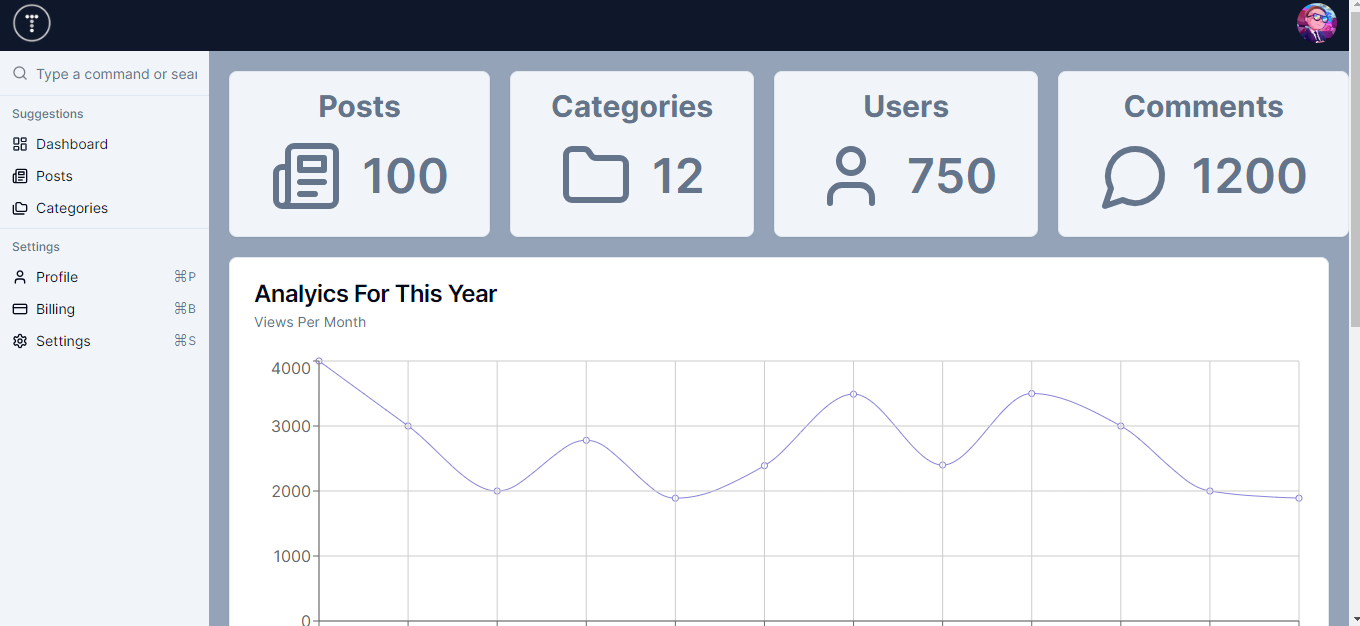 T
Type a command or sear
Suggestions
Dashboard
Posts
Categories
Settings
Profile ⌘P
Billing ⌘B
Settings ⌘S
Posts
100
Categories
12
Users
750
Comments
1200
Analyics For This Year
Views Per Month
4000
3000
2000
1000
0